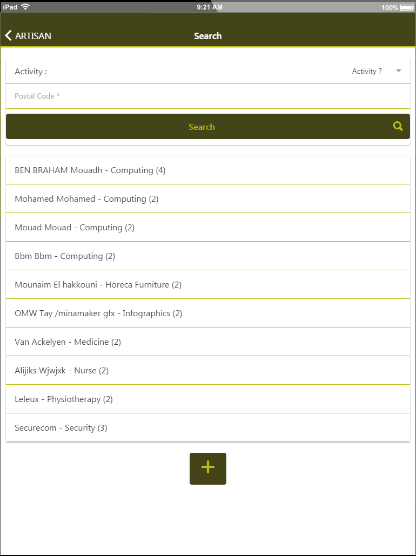 iPad 9:21 AM 100%
ARTISAN Search
Activity : Activity ?
Postal Code *
Search
BEN BRAHAM Mouadh - Computing (4)
Mohamed Mohamed - Computing (2)
Mouad Mouad - Computing (2)
Bbm Bbm - Computing (2)
Mounaim El hakkouni - Horeca Furniture (2)
OMW Tay /minamaker gfx - Infographics (2)
Van Ackelyen - Medicine (2)
Alijiks Wjwjxk - Nurse (2)
Leleux - Physiotherapy (2)
Securecom - Security (3)
+